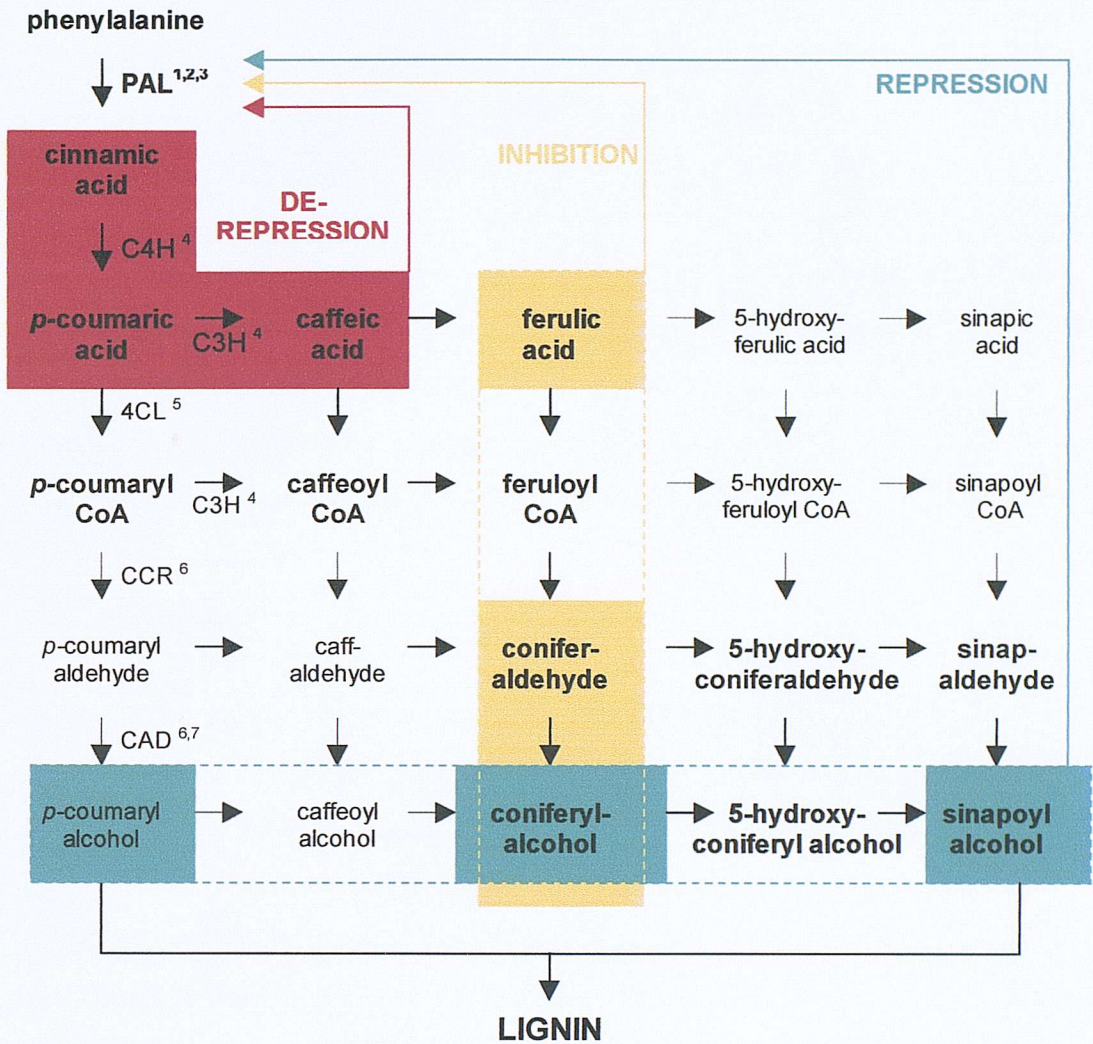 phenylalanine
PAL 1,2,3
REPRESSION
INHIBITION
cinnamic
acid
DE-
REPRESSION
C4H 4
p-coumaric
acid
C3H 4
caffeic
acid
ferulic
acid
5-hydroxy-
ferulic acid
sinapic
acid
4CL 5
p-coumaryl
CoA
C3H 4
caffeoyl
CoA
feruloyl
CoA
5-hydroxy-
feruloyl CoA
sinapoyl
CoA
CCR 6
p-coumaryl
aldehyde
caff-
aldehyde
conifer-
aldehyde
5-hydroxy-
coniferaldehyde
sinap-
aldehyde
CAD 6,7
p-coumaryl
alcohol
caffeoyl
alcohol
coniferyl-
alcohol
5-hydroxy-
coniferyl alcohol
sinapoyl
alcohol
LIGNIN